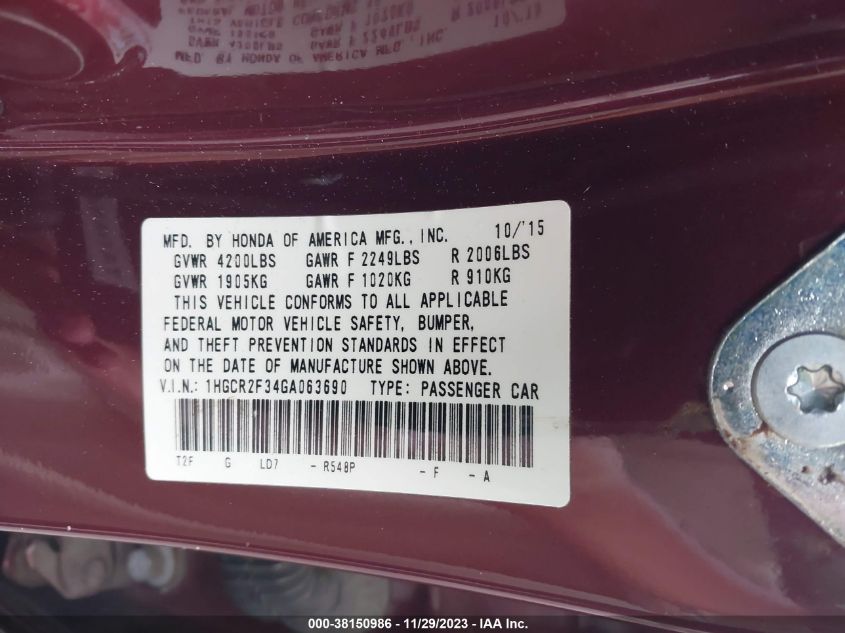 MFD. BY HONDA OF AMERICA MFG., INC. 10/'15
GVWR 4200LBS GAWR F 2249LBS R 2006LBS
GVWR 1905KG GAWR F 1020KG R 910KG
THIS VEHICLE CONFORMS TO ALL APPLICABLE
FEDERAL MOTOR VEHICLE SAFETY, BUMPER,
AND THEFT PREVENTION STANDARDS IN EFFECT
ON THE DATE OF MANUFACTURE SHOWN ABOVE.
V.I.N.: 1HGCR2F34GA063690 TYPE: PASSENGER CAR
T2F G LD7 - R548P - F - A
000-38150986 - 11/29/2023 - IAA Inc.